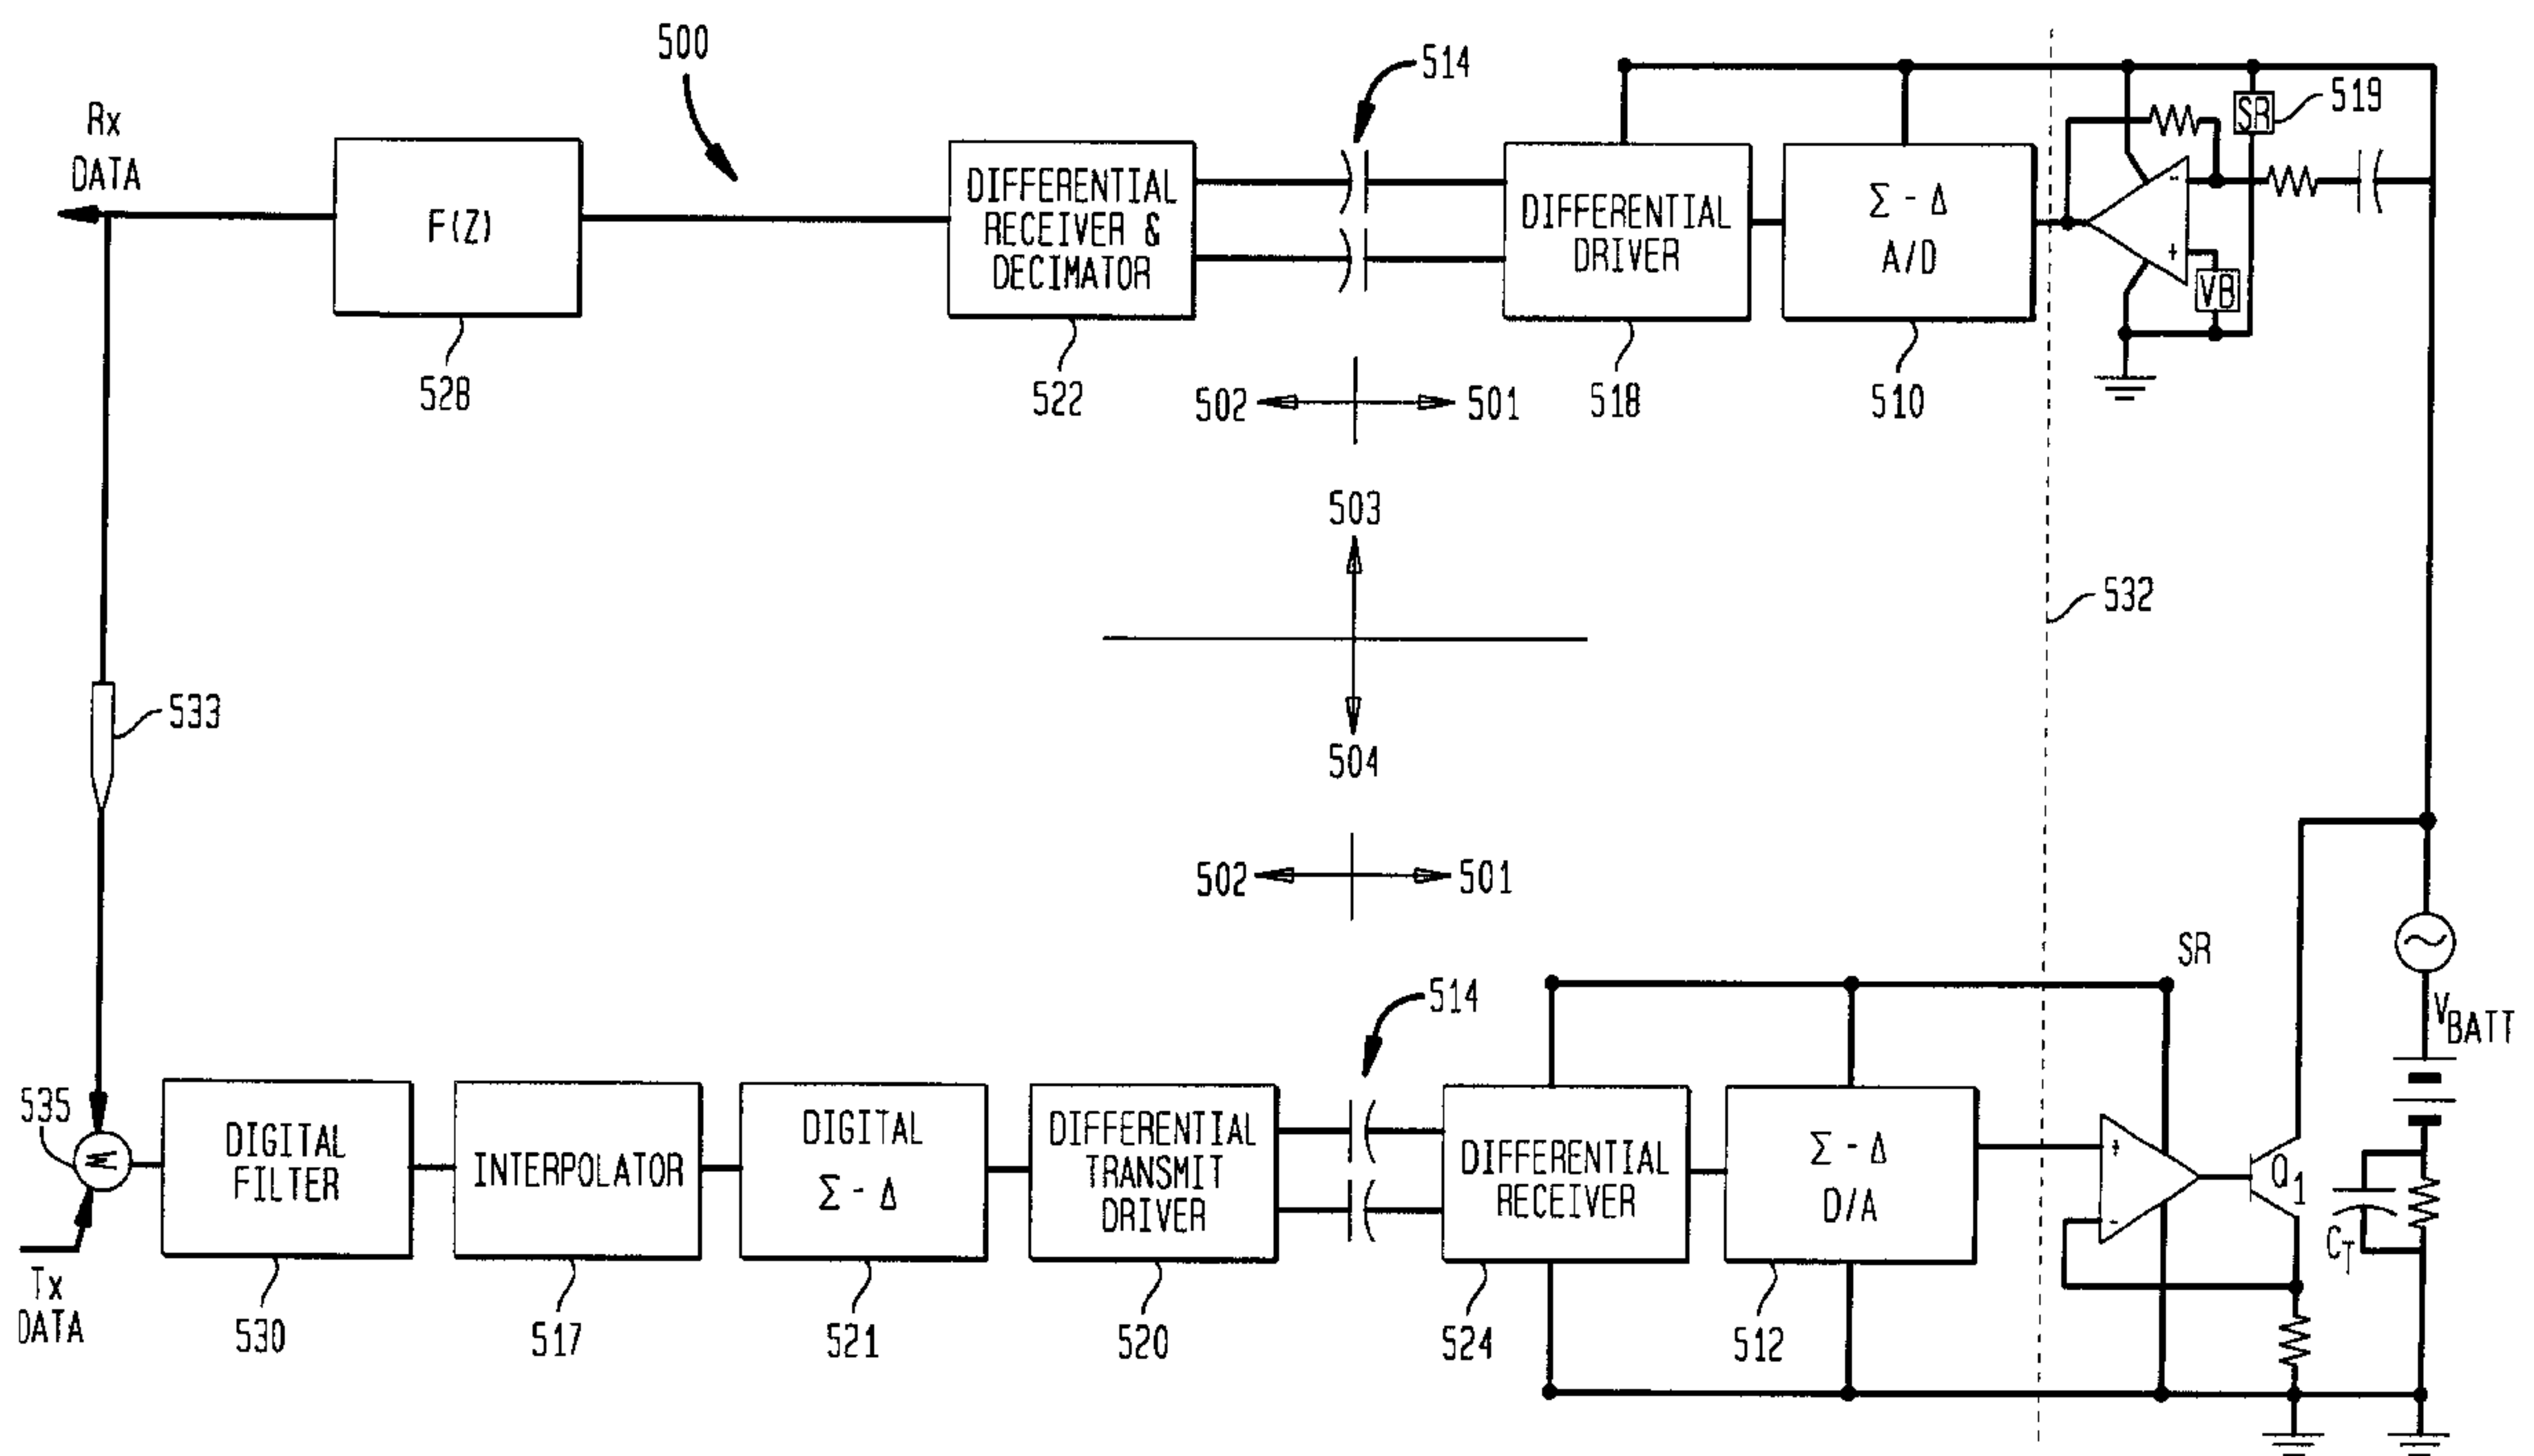 500
514
Rx
DATA
F(Z)
DIFFERENTIAL
RECEIVER &
DECIMATOR
DIFFERENTIAL
DRIVER
Σ - Δ
A/D
SR
519
-
+
VB
528
522
502
501
518
510
503
532
533
504
502
501
SR
514
VBATT
535
DIGITAL
FILTER
INTERPOLATOR
DIGITAL
Σ - Δ
DIFFERENTIAL
TRANSMIT
DRIVER
DIFFERENTIAL
RECEIVER
Σ - Δ
D/A
+
-
Q1
CT
Tx
DATA
530
517
521
520
524
512